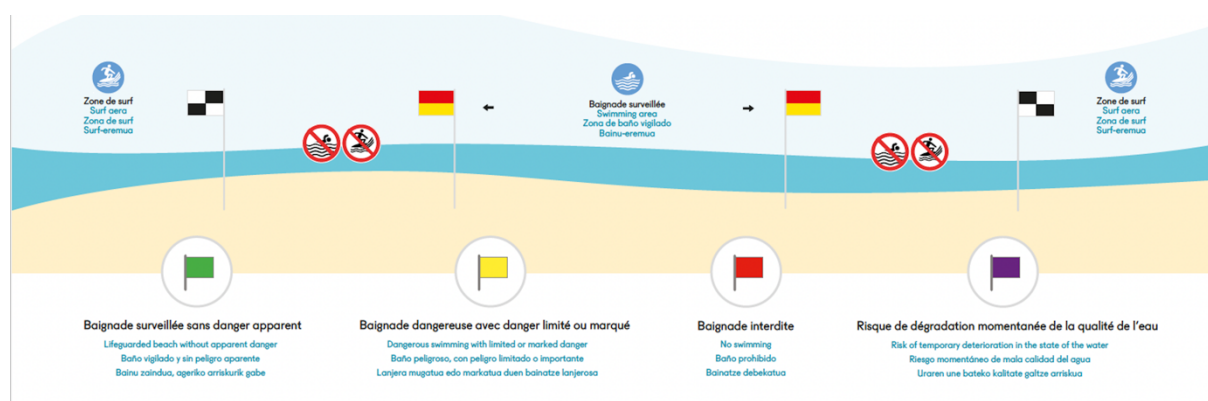 Zone de surf
Surf aera
Zona de surf
Surf-eremua
Baignade surveillée
Swimming area
Zona de baño vigilado
Bainu-eremua
Zone de surf
Surf aera
Zona de surf
Surf-eremua
Baignade surveillée sans danger apparent
Lifeguarded beach without apparent danger
Baño vigilado y sin peligro aparente
Bainu zaindua, ageriko arriskurik gabe
Baignade dangereuse avec danger limité ou marqué
Dangerous swimming with limited or marked danger
Baño peligroso, con peligro limitado o importante
Lanjera mugatua edo markatua duen bainatze lanjerosa
Baignade interdite
No swimming
Baño prohibido
Bainatze debekatua
Risque de dégradation momentanée de la qualité de l'eau
Risk of temporary deterioration in the state of the water
Riesgo momentáneo de mala calidad del agua
Uraren une bateko kalitate galtze arriskua